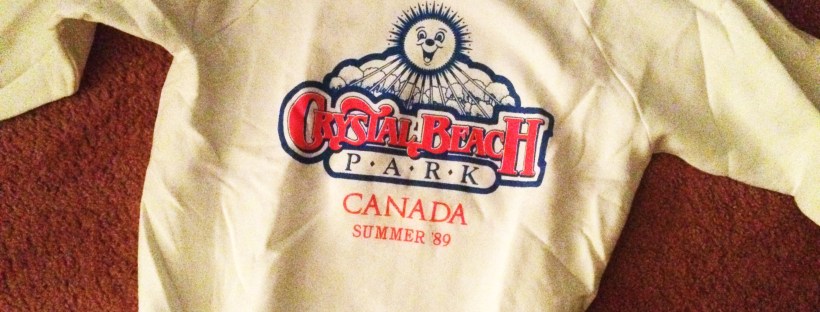 CRYSTAL BEACH
P·A·R·K
CANADA
SUMMER '89